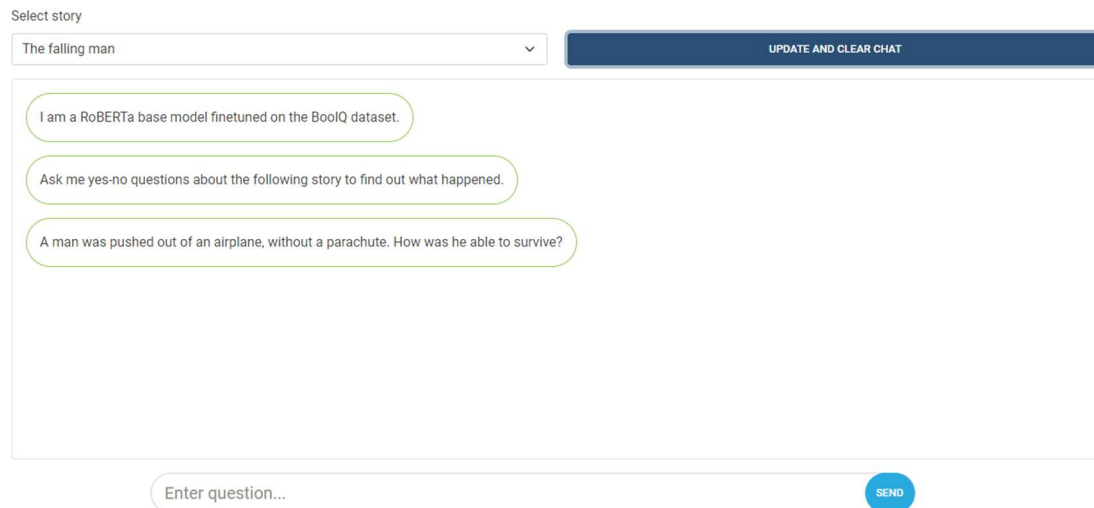 Select story
The falling man
UPDATE AND CLEAR CHAT
I am a RoBERTa base model finetuned on the BoolQ dataset.
Ask me yes-no questions about the following story to find out what happened.
A man was pushed out of an airplane, without a parachute. How was he able to survive?
Enter question...
SEND